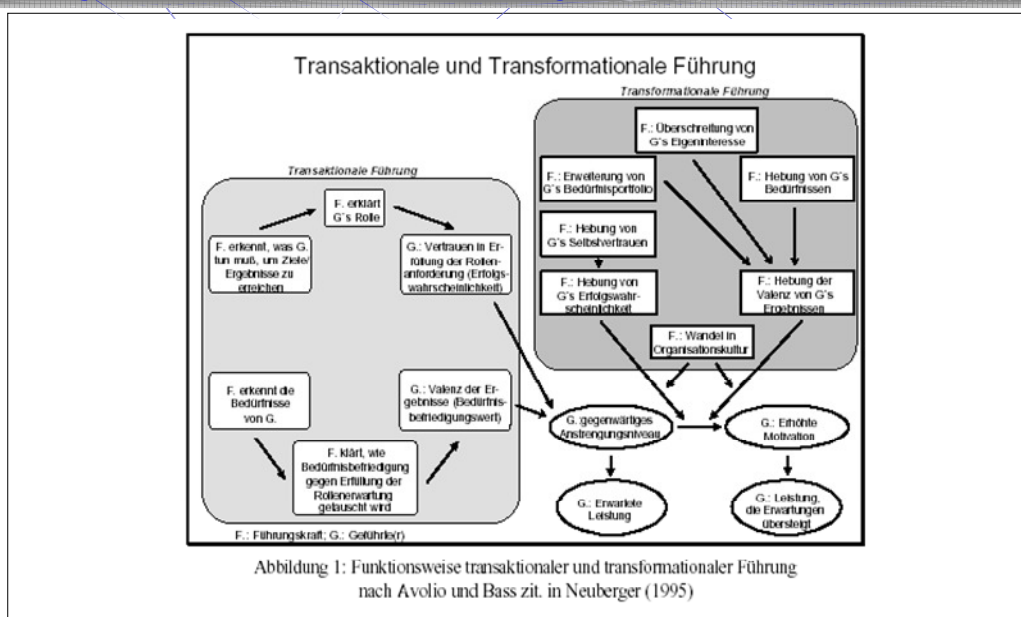 Transaktionale und Transformationale Führung
Transaktionale Führung
F. erklärt
G´s Rolle
F. erkennt, was G.
tun muß, um Ziele/
Ergebnisse zu
erreichen
G.: Vertrauen in Er-
füllung der Rollen-
anforderung (Erfolgs-
wahrscheinlichkeit)
F. erkennt die
Bedürfnisse
von G.
G.: Valenz der Er-
gebnisse (Bedürfnis-
befriedigungswert)
F. klärt, wie
Bedürfnisbefriedigung
gegen Erfüllung der
Rollenerwartung
getauscht wird
F.: Führungskraft; G.: Geführte(r)
Transformationale Führung
F.: Überschreitung von
G´s Eigeninteresse
F.: Erweiterung von
G´s Bedürfnisportfolio
F.: Hebung von G´s
Bedürfnissen
F.: Hebung von
G´s Selbstvertrauen
F.: Hebung von
G´s Erfolgswahr-
scheinlichkeit
F.: Hebung der
Valenz von G´s
Ergebnissen
F.: Wandel in
Organisationskultur
G.:gegenwärtiges
Anstrengungsniveau
G.: Erhöhte
Motivation
G.: Erwartete
Leistung
G.: Leistung,
die Erwartungen
übersteigt
Abbildung 1: Funktionsweise transaktionaler und transformationaler Führung
nach Avolio und Bass zit. in Neuberger (1995)